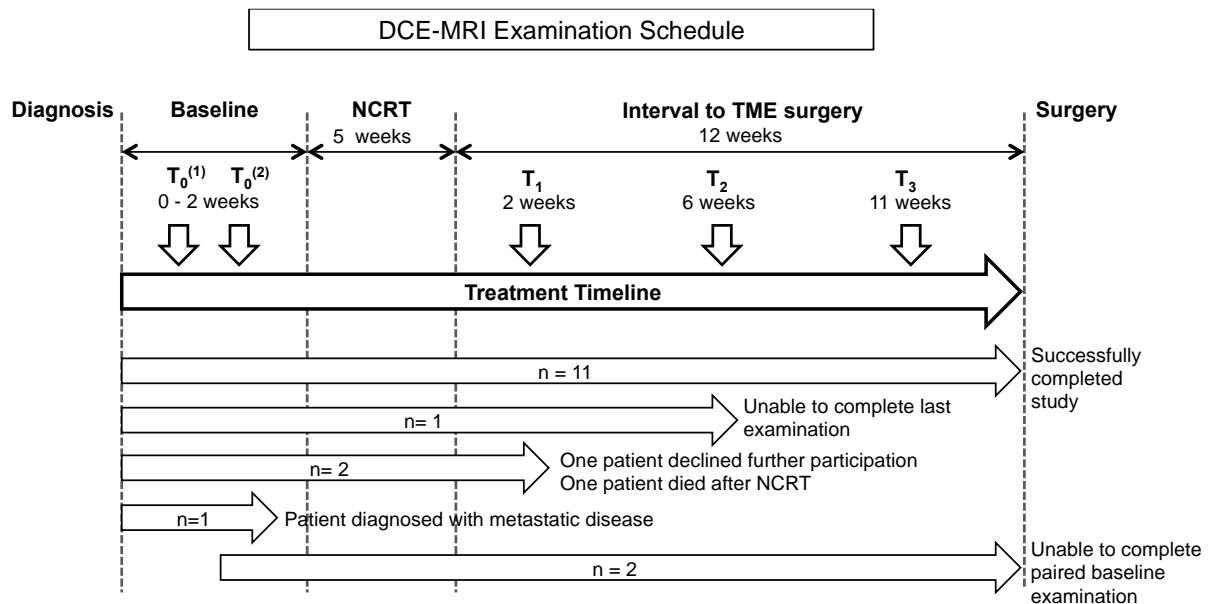 DCE-MRI Examination Schedule
Diagnosis Baseline NCRT Interval to TME surgery Surgery
5 weeks 12 weeks
T₀⁽¹⁾ T₀⁽²⁾ T₁ T₂ T₃
0 - 2 weeks 2 weeks 6 weeks 11 weeks
Treatment Timeline
n = 11
Successfully
completed
study
n= 1
Unable to complete last
examination
n= 2
One patient declined further participation
One patient died after NCRT
n=1
Patient diagnosed with metastatic disease
n = 2
Unable to complete
paired baseline
examination